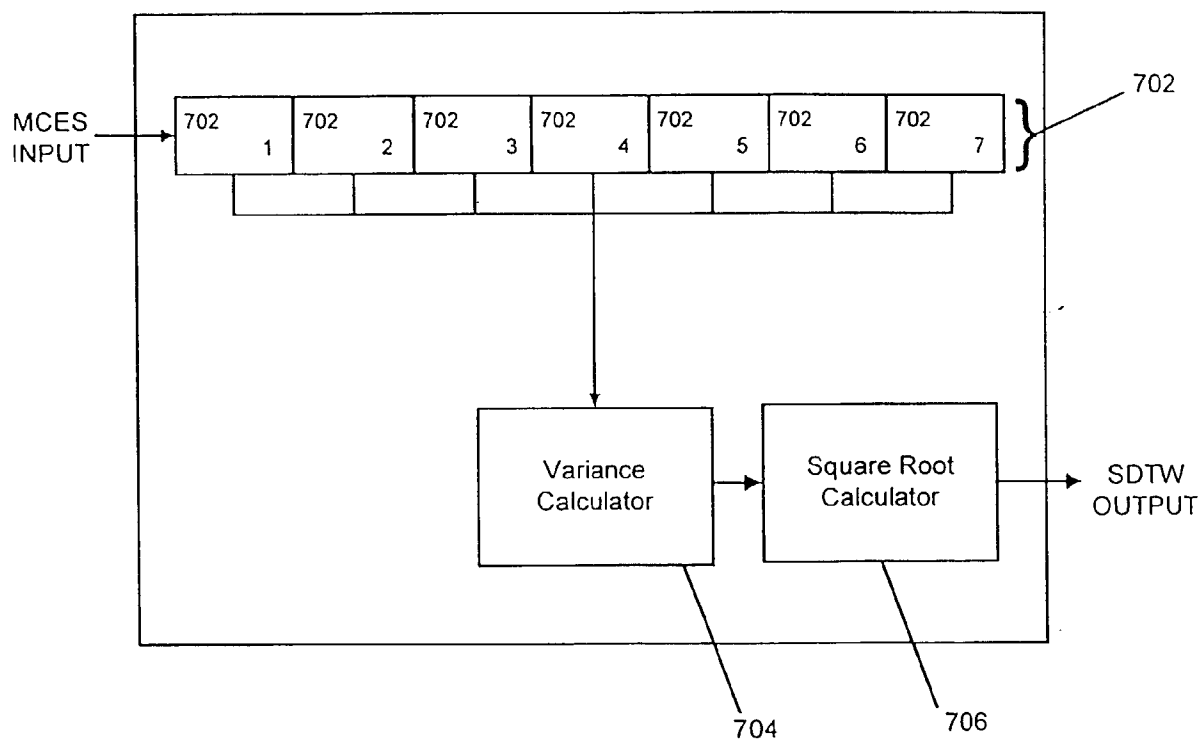 702
MCES
INPUT
702 702 702 702 702 702 702
1 2 3 4 5 6 7
Variance
Calculator
Square Root
Calculator
SDTW
OUTPUT
704
706